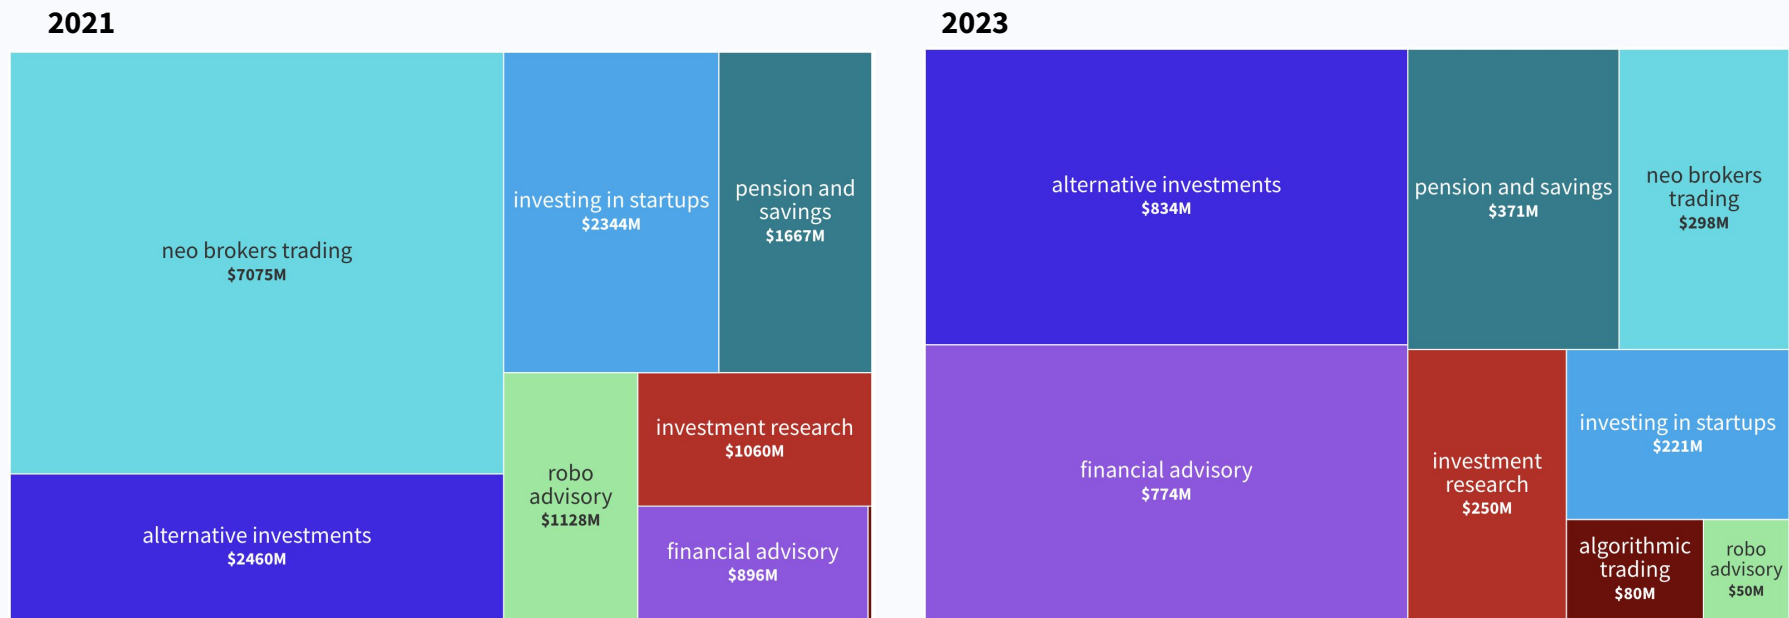 2021
neo brokers trading
$7075M
alternative investments
$2460M
investing in startups
$2344M
pension and
savings
$1667M
robo
advisory
$1128M
investment research
$1060M
financial advisory
$896M
2023
alternative investments
$834M
financial advisory
$774M
pension and savings
$371M
neo brokers
trading
$298M
investment
research
$250M
investing in startups
$221M
algorithmic
trading
$80M
robo
advisory
$50M